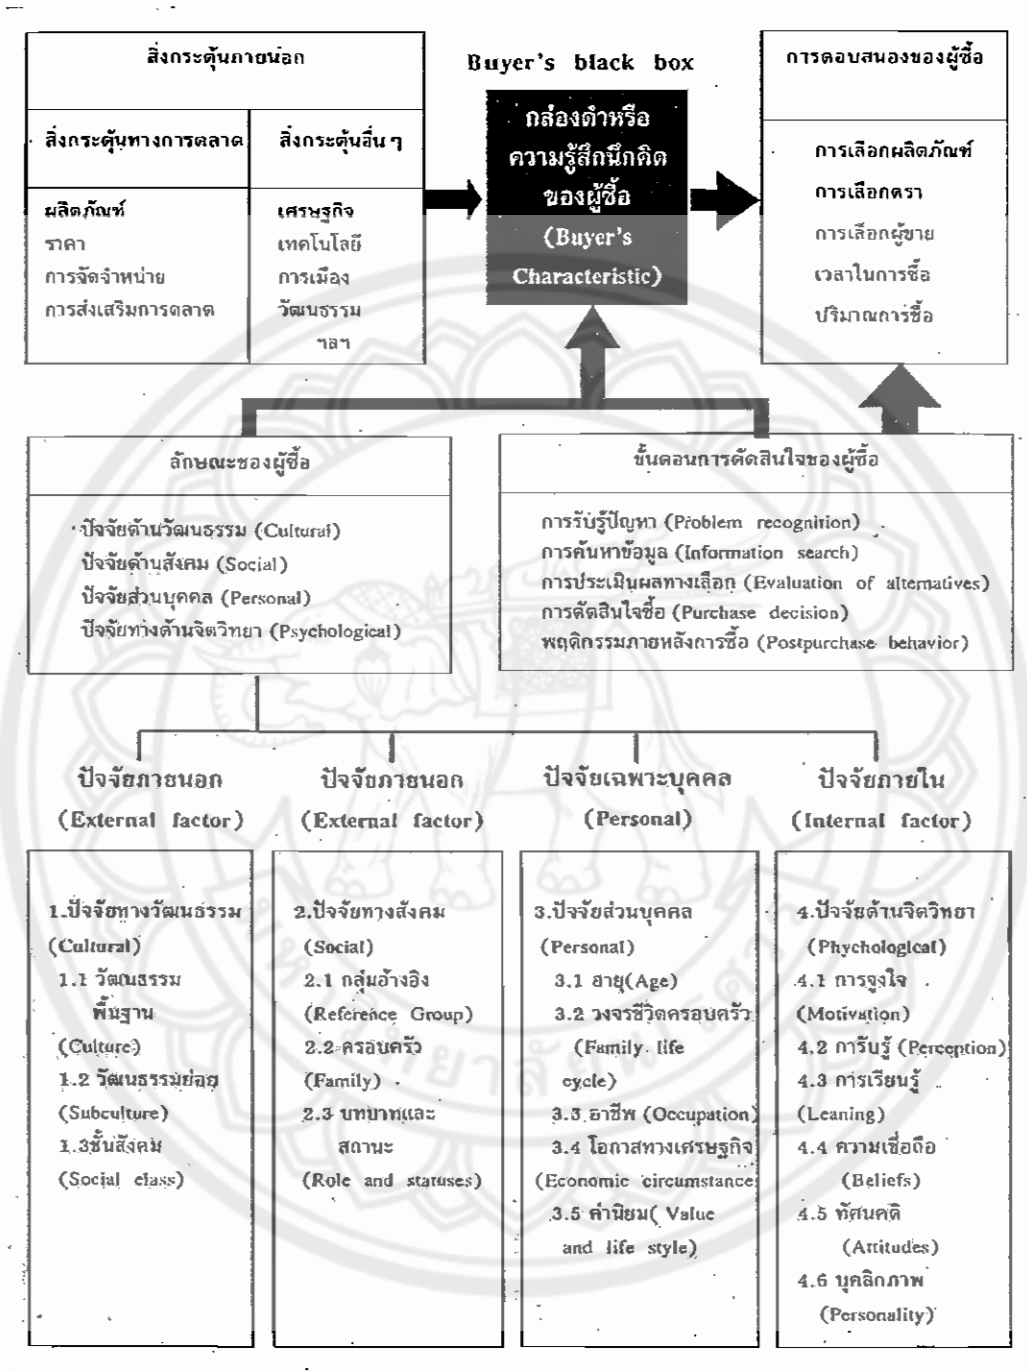 สิ่งกระตุ้นภายนอก
สิ่งกระตุ้นทางการตลาด
ผลิตภัณฑ์
ราคา
การจัดจำหน่าย
การส่งเสริมการตลาด
สิ่งกระตุ้นอื่น ๆ
เศรษฐกิจ
เทคโนโลยี
การเมือง
วัฒนธรรม
ฯลฯ
Buyer's black box
กล่องดำหรือ
ความรู้สึกนึกคิด
ของผู้ซื้อ
(Buyer's
Characteristic)
การตอบสนองของผู้ซื้อ
การเลือกผลิตภัณฑ์
การเลือกตรา
การเลือกผู้ขาย
เวลาในการซื้อ
ปริมาณการซื้อ
ลักษณะของผู้ซื้อ
ปัจจัยด้านวัฒนธรรม (Cultural)
ปัจจัยด้านสังคม (Social)
ปัจจัยส่วนบุคคล (Personal)
ปัจจัยทางด้านจิตวิทยา (Psychological)
ขั้นตอนการตัดสินใจของผู้ซื้อ
การรับรู้ปัญหา (Problem recognition)
การค้นหาข้อมูล (Information search)
การประเมินผลทางเลือก (Evaluation of alternatives)
การตัดสินใจซื้อ (Purchase decision)
พฤติกรรมภายหลังการซื้อ (Postpurchase behavior)
ปัจจัยภายนอก
(External factor)
1.ปัจจัยทางวัฒนธรรม
(Cultural)
1.1 วัฒนธรรม
พื้นฐาน
(Culture)
1.2 วัฒนธรรมย่อย
(Subculture)
1.3ชั้นสังคม
(Social class)
ปัจจัยภายนอก
(External factor)
2.ปัจจัยทางสังคม
(Social)
2.1 กลุ่มอ้างอิง
(Reference Group)
2.2 ครอบครัว
(Family)
2.3 บทบาทและ
สถานะ
(Role and statuses)
ปัจจัยเฉพาะบุคคล
(Personal)
3.ปัจจัยส่วนบุคคล
(Personal)
3.1 อายุ(Age)
3.2 วงจรชีวิตครอบครัว
(Family life
cycle)
3.3 อาชีพ (Occupation)
3.4 โอกาสทางเศรษฐกิจ
(Economic circumstance
3.5 ค่านิยม( Value
and life style)
ปัจจัยภายใน
(Internal factor)
4.ปัจจัยด้านจิตวิทยา
(Phychological)
4.1 การจูงใจ
(Motivation)
4.2 การับรู้ (Perception)
4.3 การเรียนรู้
(Leaning)
4.4 ความเชื่อถือ
(Beliefs)
4.5 ทัศนคติ
(Attitudes)
4.6 บุคลิกภาพ
(Personality)